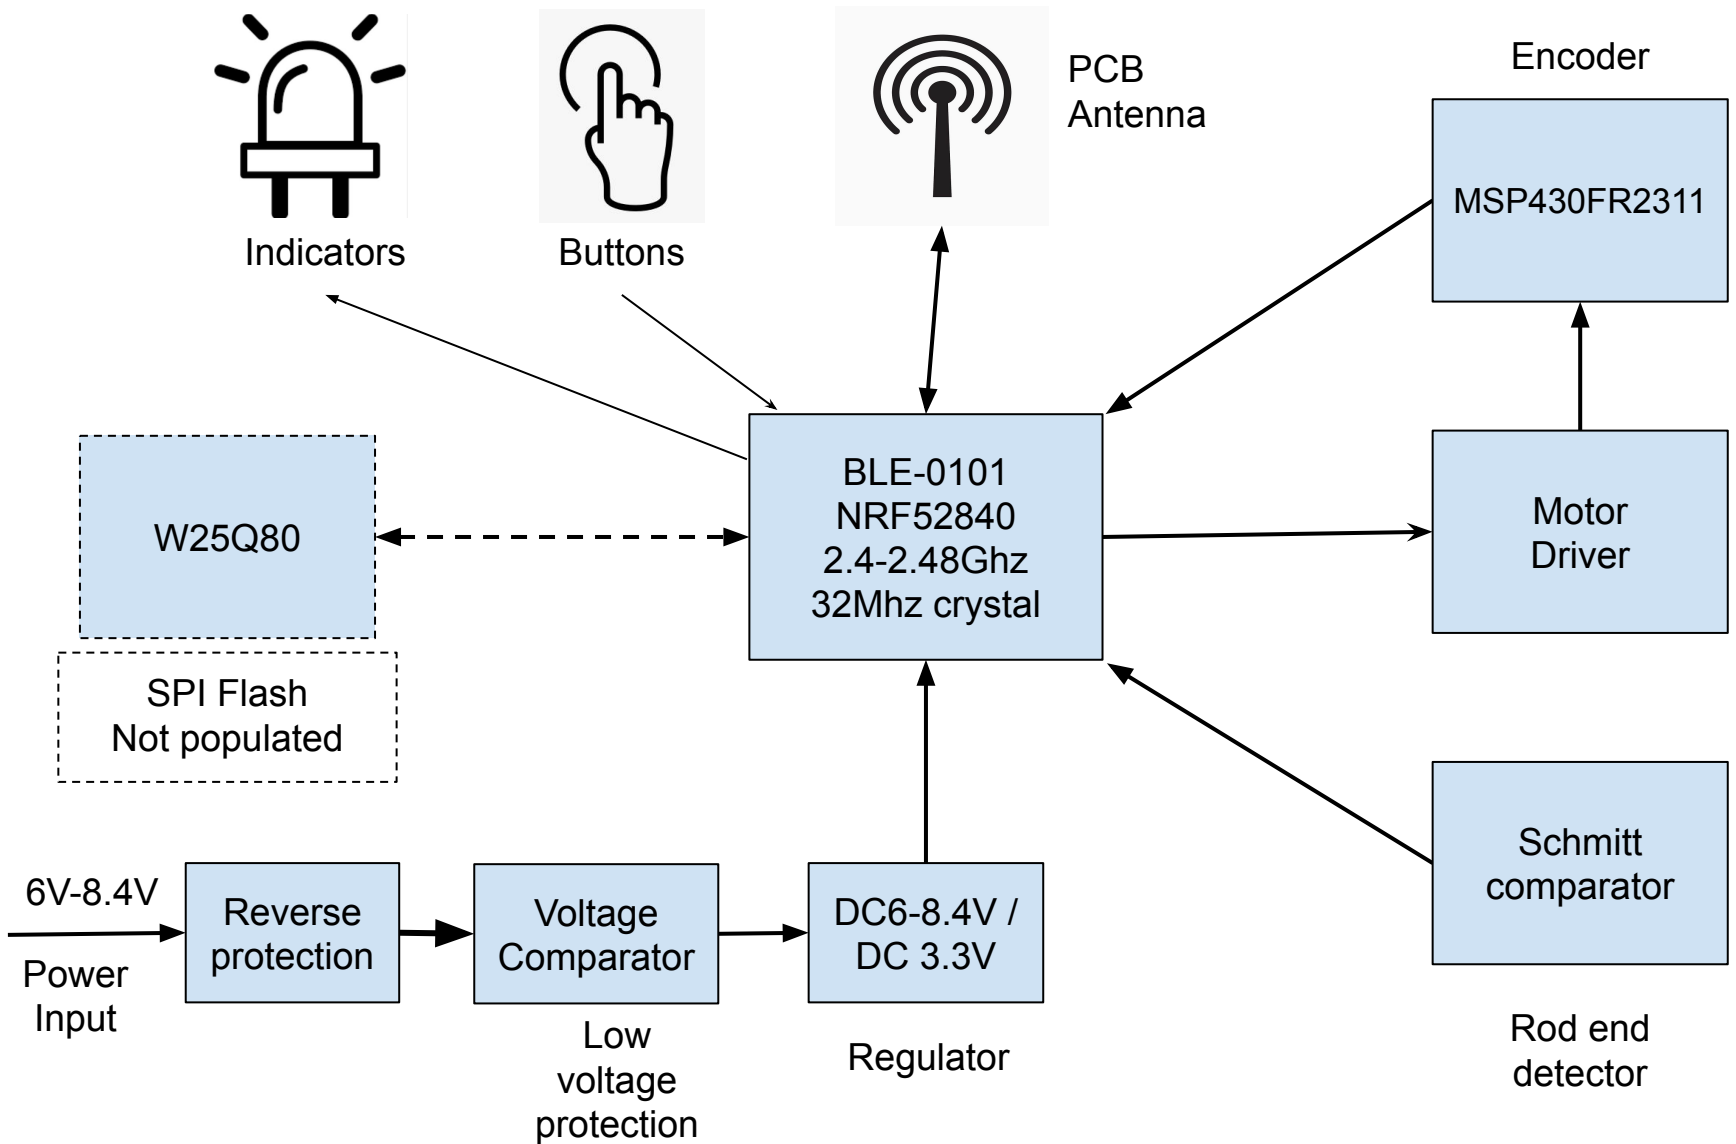 Indicators
Buttons
PCB
Antenna
Encoder
MSP430FR2311
BLE-0101
NRF52840
2.4-2.48Ghz
32Mhz crystal
Motor
Driver
W25Q80
SPI Flash
Not populated
Schmitt
comparator
Rod end
detector
6V-8.4V
Power
Input
Reverse
protection
Voltage
Comparator
Low
voltage
protection
DC6-8.4V /
DC 3.3V
Regulator